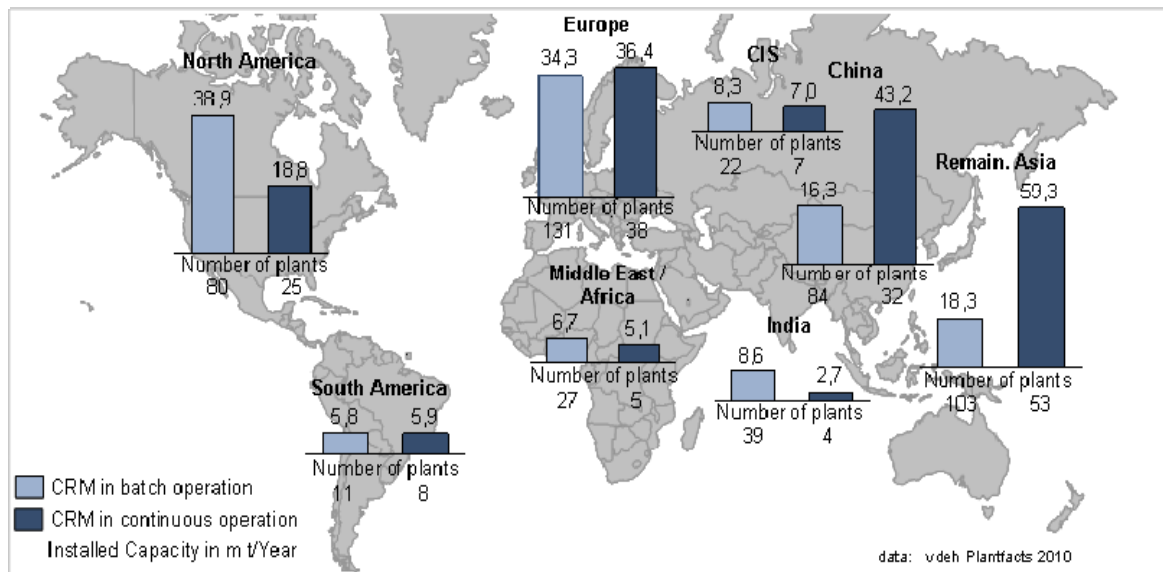 North America
38,9
18,8
Number of plants
80 25
Europe
34,3 36,4
Number of plants
131 38
CIS
8,3 7,0
Number of plants
22 7
China
16,3 43,2
Number of plants
84 32
Remain. Asia
18,3 59,3
Number of plants
103 53
Middle East /
Africa
6,7 5,1
Number of plants
27 5
India
8,6 2,7
Number of plants
39 4
South America
5,8 5,9
Number of plants
11 8
CRM in batch operation
CRM in continuous operation
Installed Capacity in m t/Year
data: vdeh Plantfacts 2010